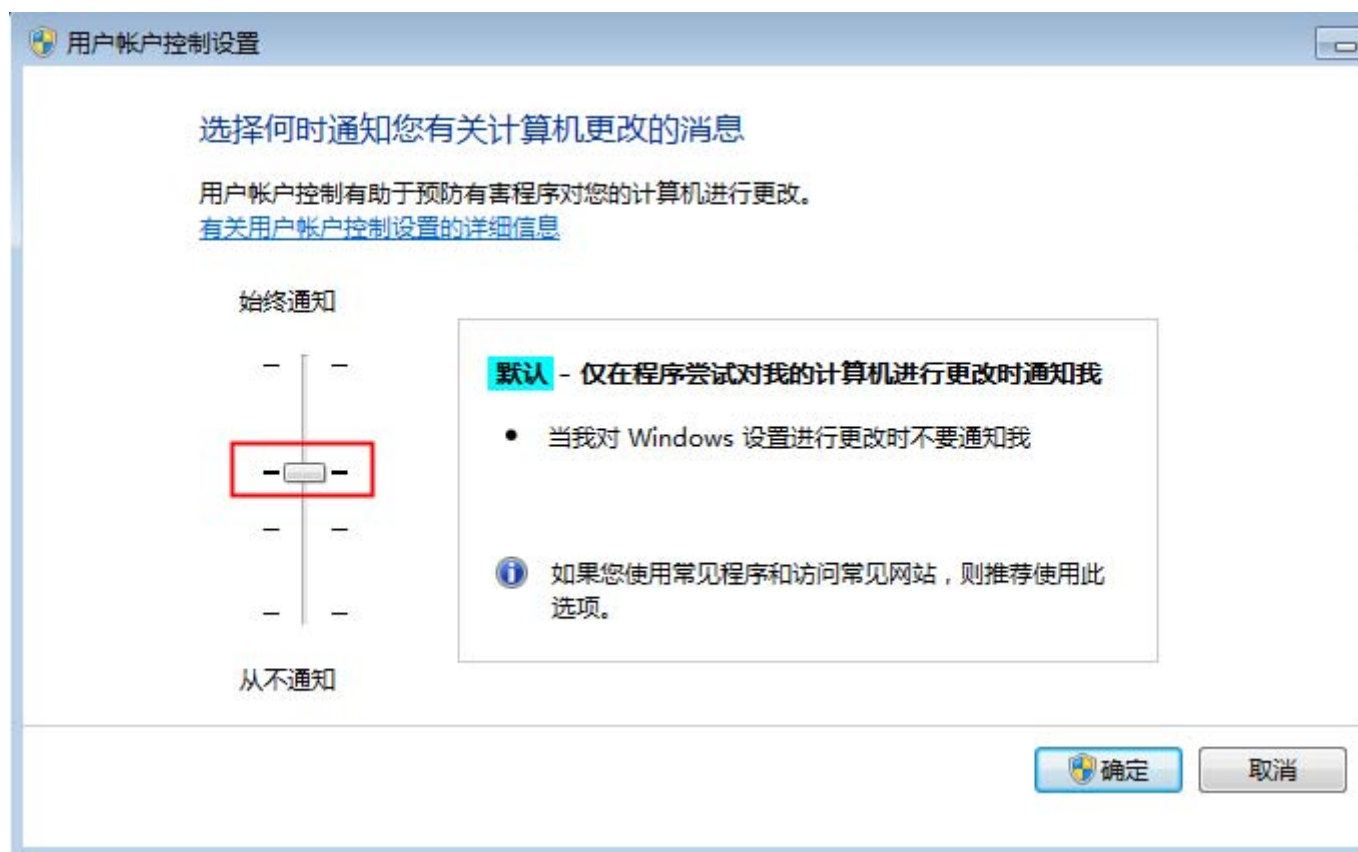 用户帐户控制设置
选择何时通知您有关计算机更改的消息
用户帐户控制有助于预防有害程序对您的计算机进行更改。
有关用户帐户控制设置的详细信息
始终通知
默认 - 仅在程序尝试对我的计算机进行更改时通知我
• 当我对 Windows 设置进行更改时不要通知我
如果您使用常见程序和访问常见网站，则推荐使用此
选项。
从不通知
确定 取消